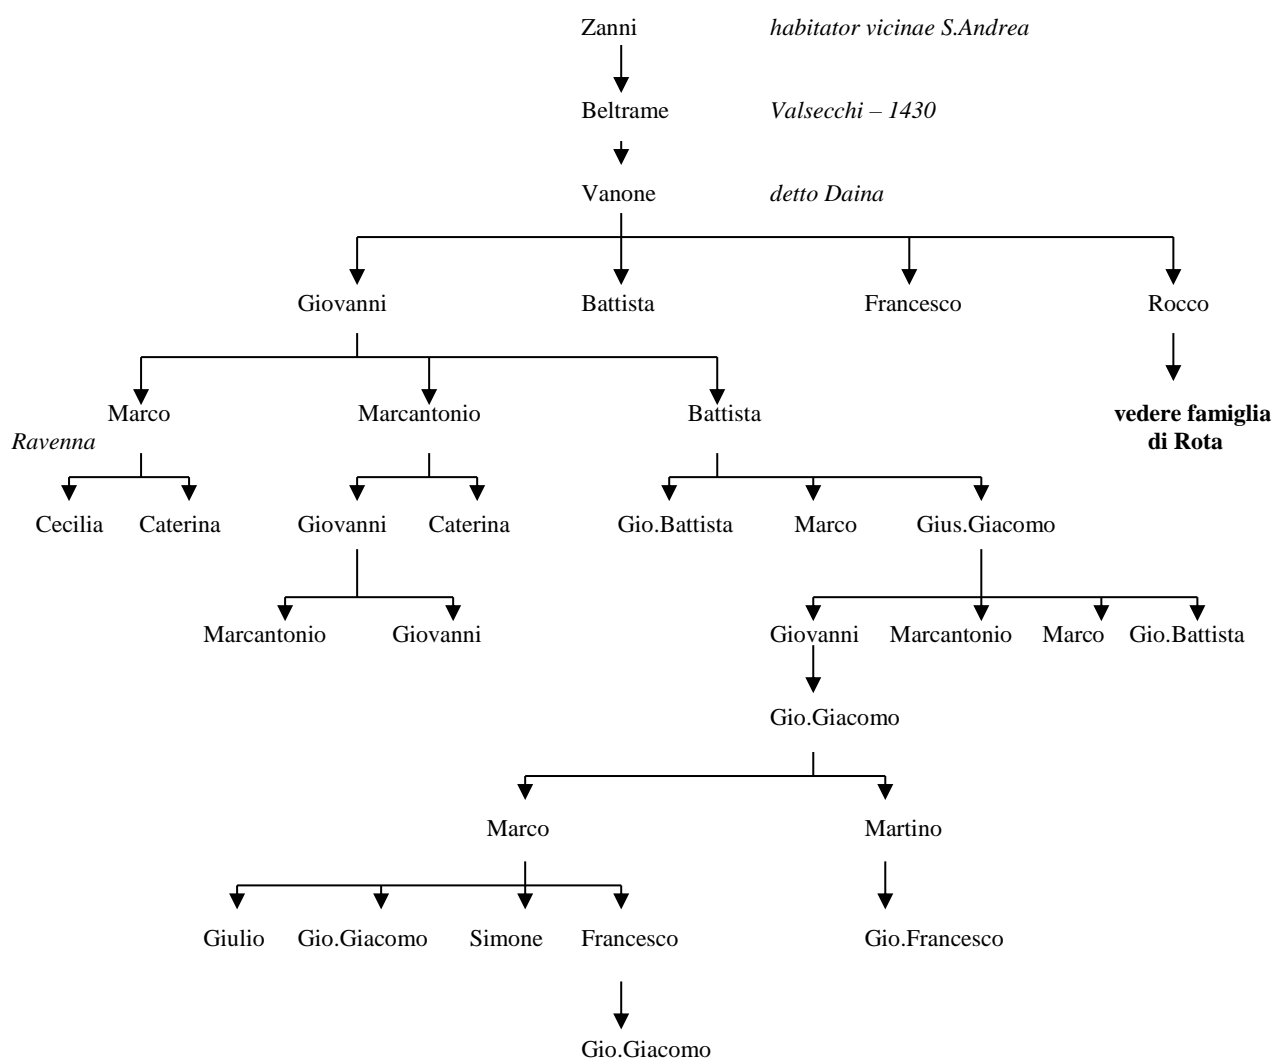 Zanni habitator vicinae S.Andrea
Beltrame Valsecchi – 1430
Vanone detto Daina
Giovanni Battista Francesco Rocco
Marco Marcantonio Battista vedere famiglia
Ravenna di Rota
Cecilia Caterina Giovanni Caterina Gio.Battista Marco Gius.Giacomo
Marcantonio Giovanni Giovanni Marcantonio Marco Gio.Battista
Gio.Giacomo
Marco Martino
Giulio Gio.Giacomo Simone Francesco Gio.Francesco
Gio.Giacomo